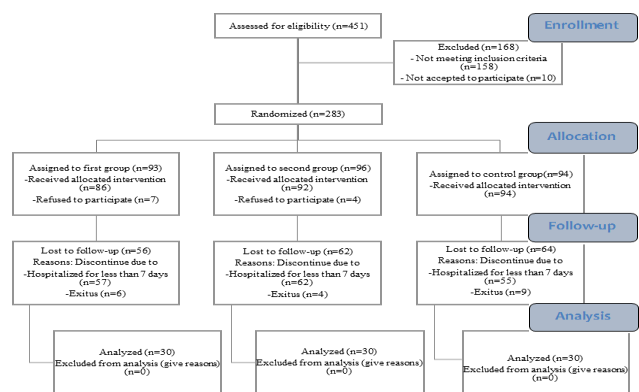 Assessed for eligibility (n=451)
Enrollment
Excluded (n=168)
- Not meeting inclusion criteria
(n=158)
- Not accepted to participate (n=10)
Randomized (n=283)
Allocation
Assigned to first group (n=93)
-Received allocated intervention
(n=86)
-Refused to participate (n=7)
Assigned to second group (n=96)
-Received allocated intervention
(n=92)
-Refused to participate (n=4)
Assigned to control group(n=94)
-Received allocated intervention
(n=94)
Follow-up
Lost to follow-up (n=56)
Reasons: Discontinue due to
-Hospitalized for less than 7 days
(n=57)
-Exitus (n=6)
Lost to follow-up (n=62)
Reasons: Discontinue due to
-Hospitalized for less than 7 days
(n=62)
-Exitus (n=4)
Lost to follow-up (n=64)
Reasons: Discontinue due to
-Hospitalized for less than 7 days
(n=55)
-Exitus (n=9)
Analysis
Analyzed (n=30)
Excluded from analysis (give reasons)
(n=0)
Analyzed (n=30)
Excluded from analysis (give reasons)
(n=0)
Analyzed (n=30)
Excluded from analysis (give reasons)
(n=0)